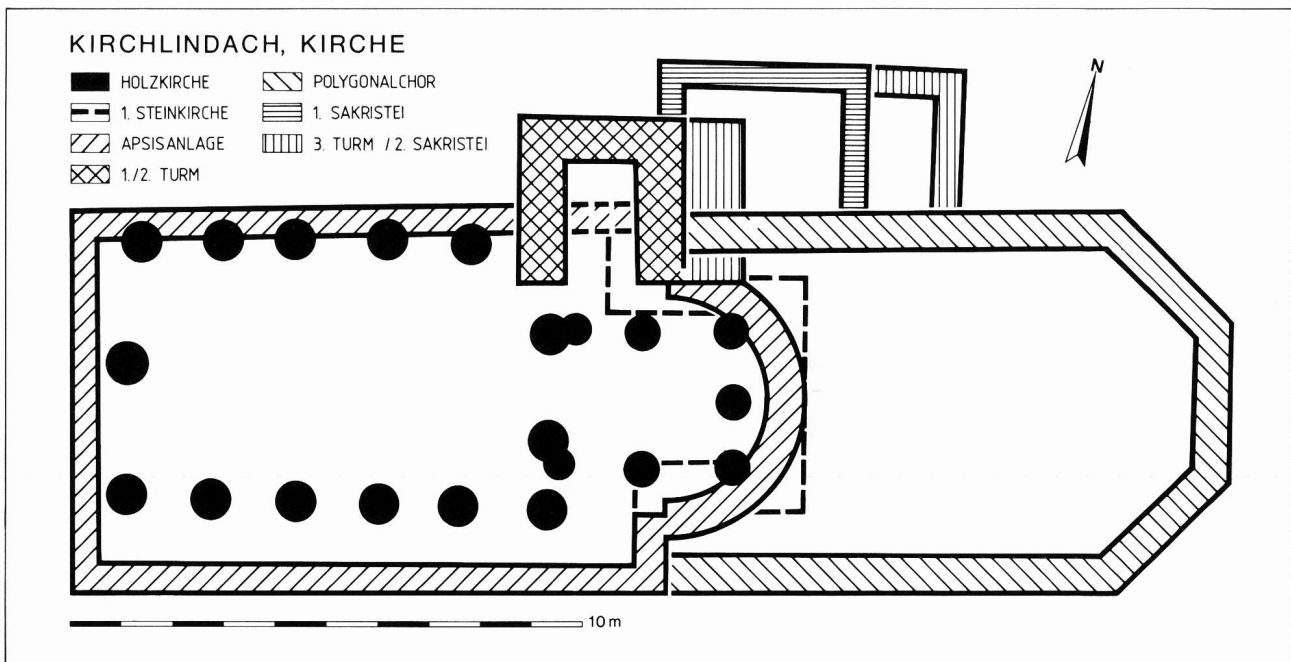 KIRCHLINDACH, KIRCHE
HOLZKIRCHE
1. STEINKIRCHE
APSISANLAGE
1./2. TURM
POLYGONALCHOR
1. SAKRISTEI
3. TURM / 2. SAKRISTEI
N
10 m